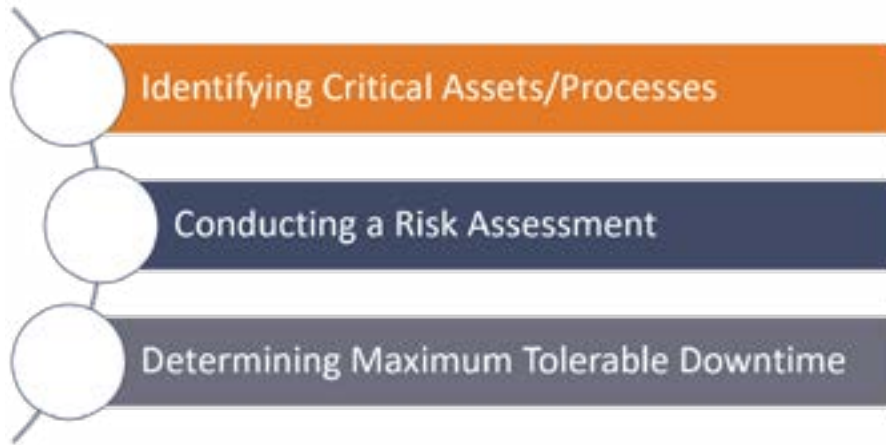 Identifying Critical Assets/Processes
Conducting a Risk Assessment
Determining Maximum Tolerable Downtime